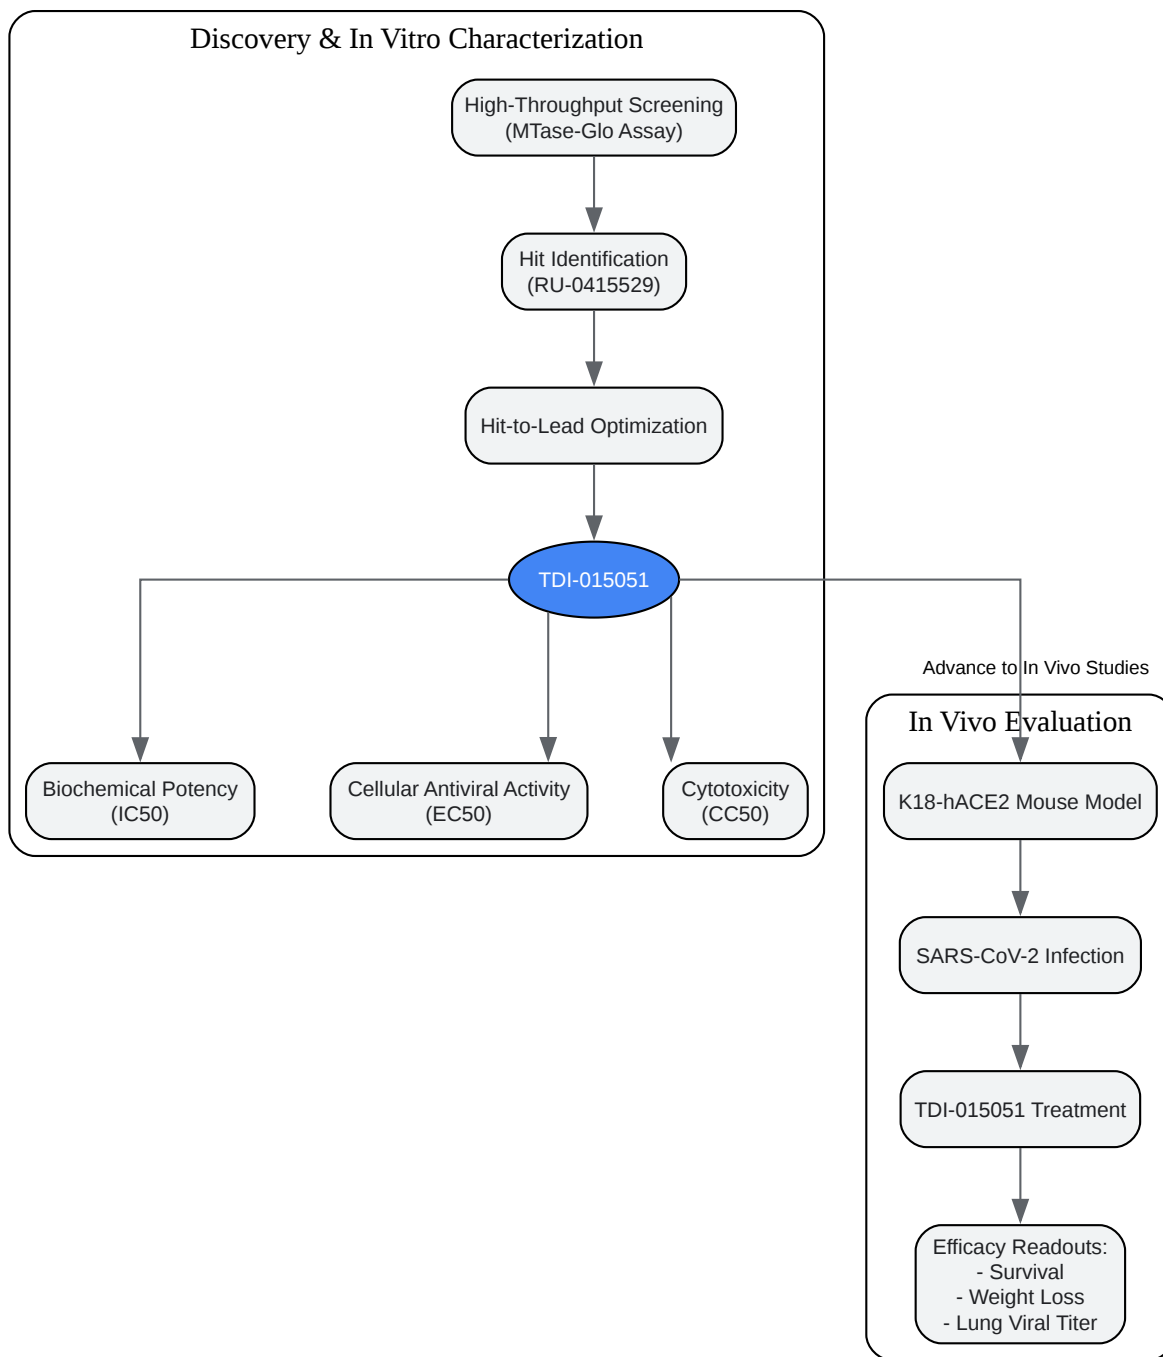 Discovery & In Vitro Characterization
High-Throughput Screening
(MTase-Glo Assay)
Hit Identification
(RU-0415529)
Hit-to-Lead Optimization
TDI-015051
Biochemical Potency
(IC50)
Cellular Antiviral Activity
(EC50)
Cytotoxicity
(CC50)
Advance to In Vivo Studies
In Vivo Evaluation
K18-hACE2 Mouse Model
SARS-CoV-2 Infection
TDI-015051 Treatment
Efficacy Readouts:
- Survival
- Weight Loss
- Lung Viral Titer